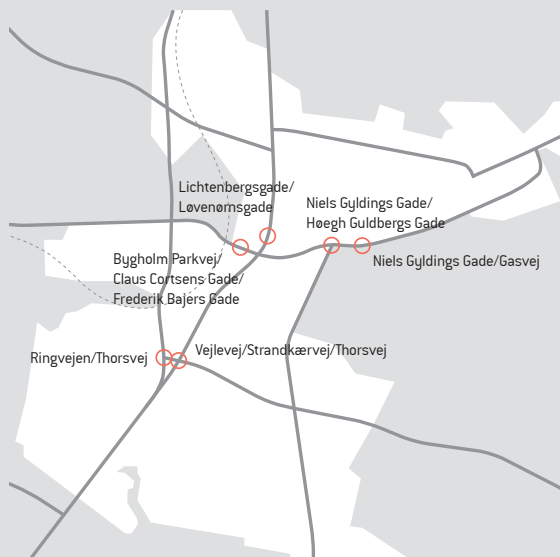 Lichtenbergsgade/
Løvenørnsgade
Niels Gyldings Gade/
Høegh Guldbergs Gade
Bygholm Parkvej/
Claus Cortsens Gade/
Frederik Bajers Gade
Niels Gyldings Gade/Gasvej
Ringvejen/Thorsvej
Vejlevej/Strandkærvej/Thorsvej